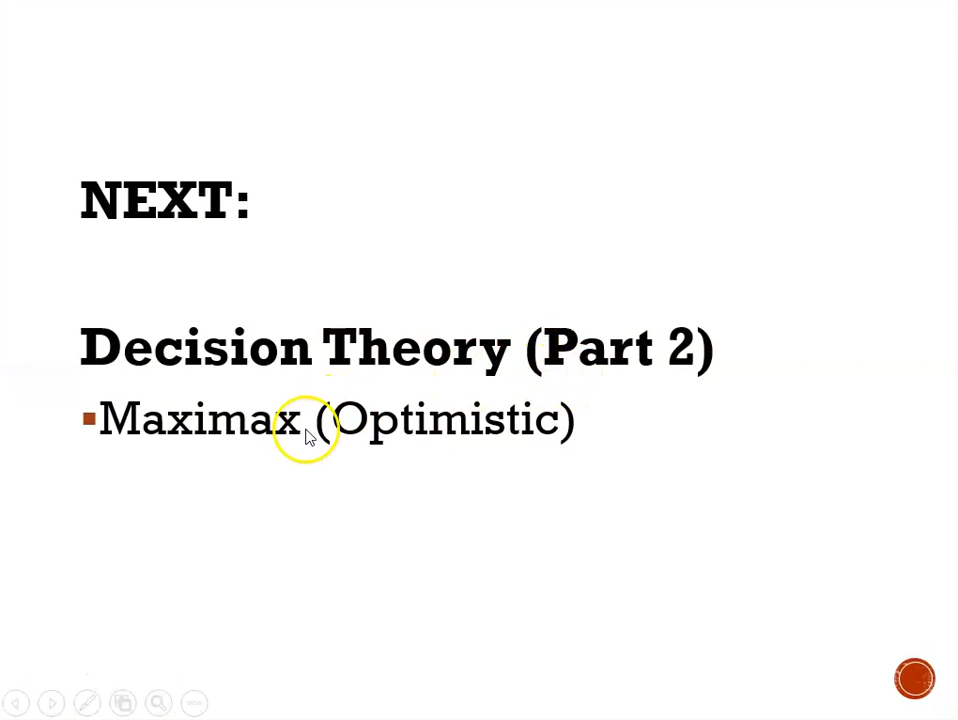 NEXT:
Decision Theory (Part 2)
▪Maximax (Optimistic)